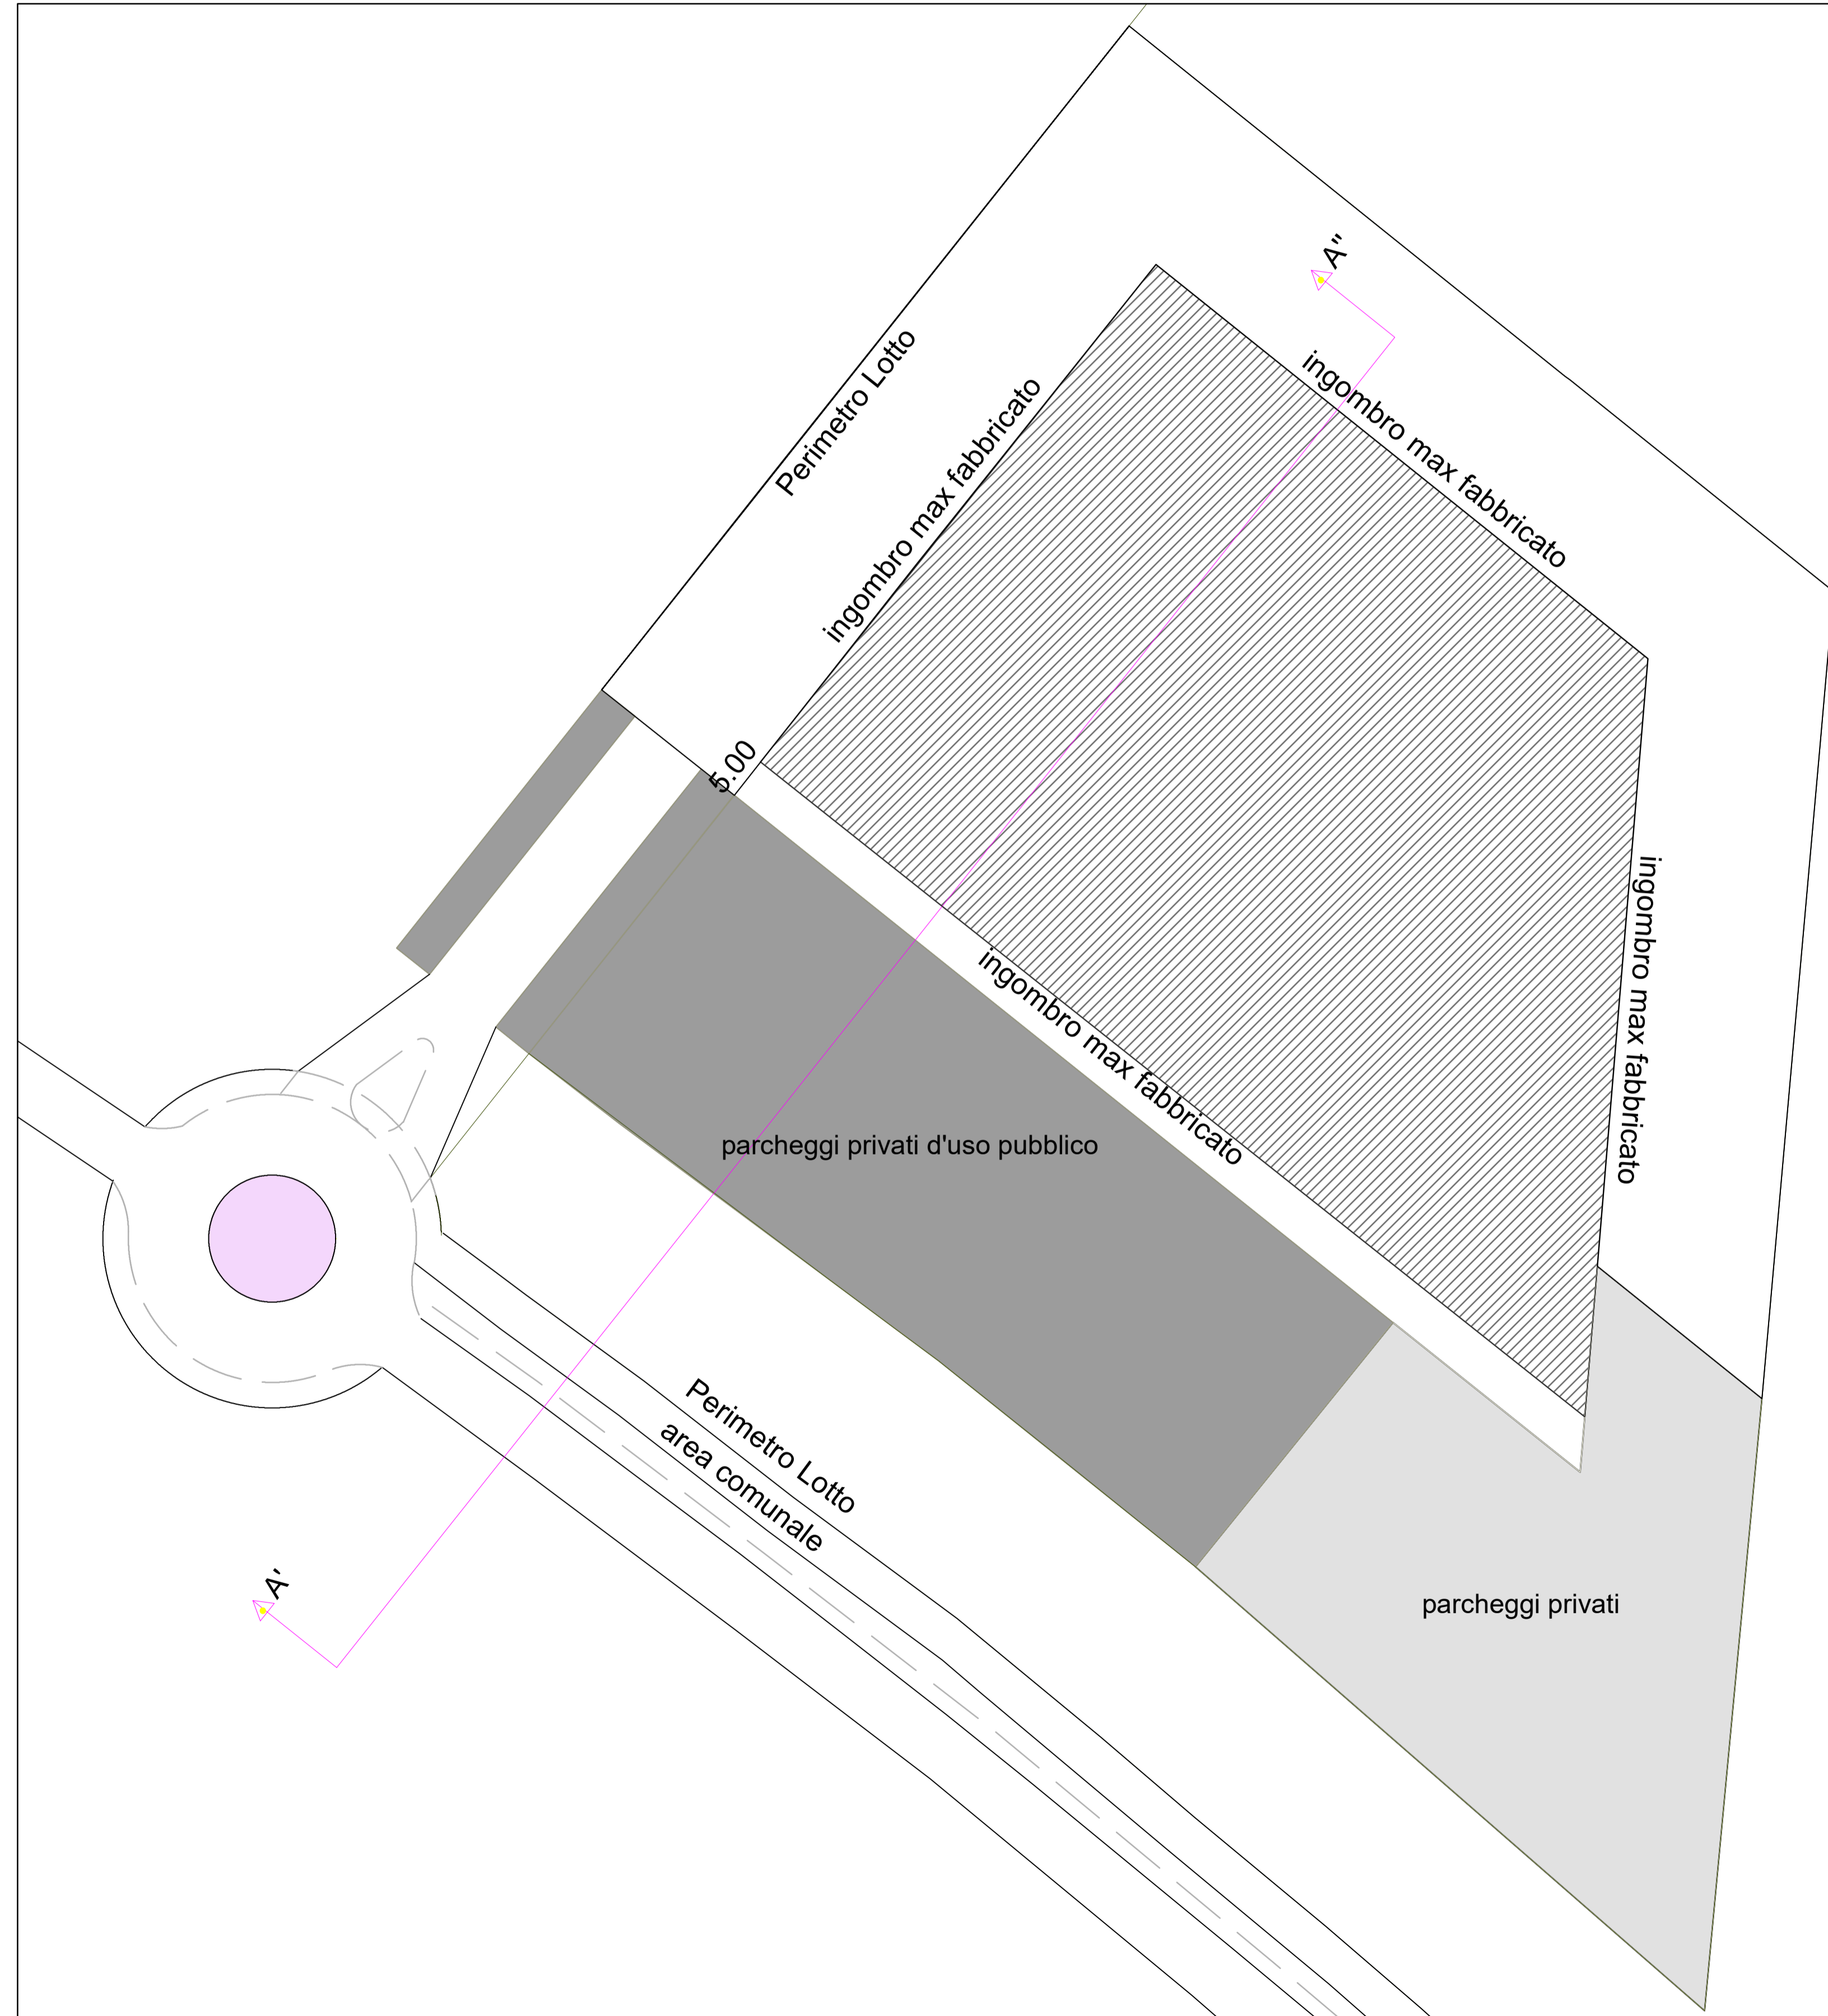 A"
Perimetro Lotto
ingombro max fabbricato
ingombro max fabbricato
5.00
ingombro max fabbricato
ingombro max fabbricato
parcheggi privati d'uso pubblico
Perimetro Lotto
area comunale
A'
parcheggi privati